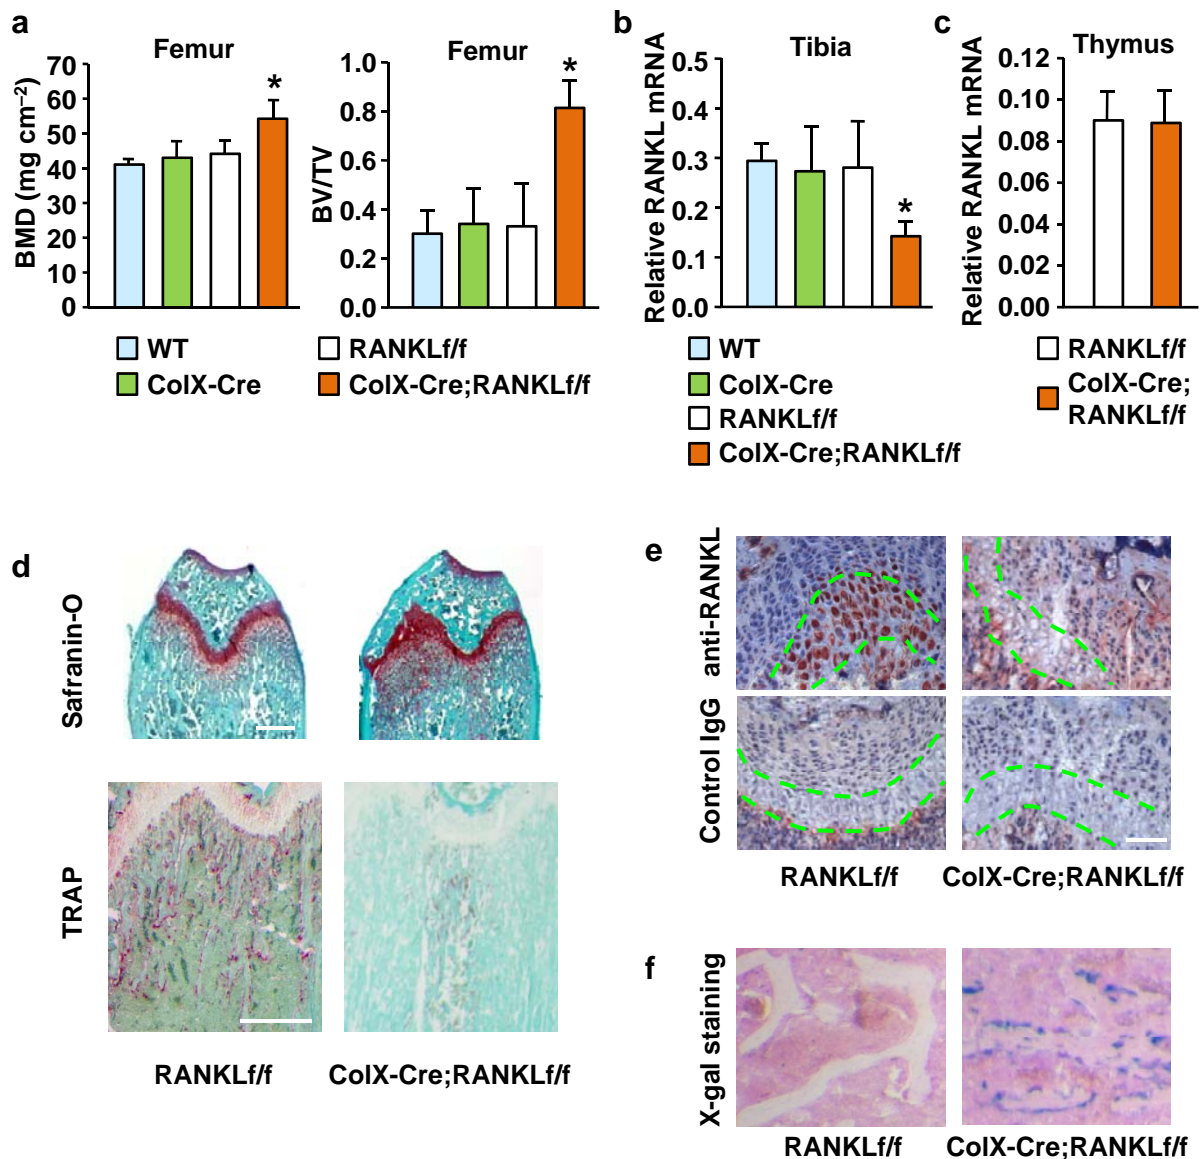 a
Femur
BMD (mg cm–2)
70
60
50
40
30
20
10
0
*
Femur
BV/TV
1.0
0.8
0.6
0.4
0.2
0.0
*
WT
ColX-Cre
RANKLf/f
ColX-Cre;RANKLf/f
b
Tibia
Relative RANKL mRNA
0.5
0.4
0.3
0.2
0.1
0.0
*
WT
ColX-Cre
RANKLf/f
ColX-Cre;RANKLf/f
c
Thymus
Relative RANKL mRNA
0.12
0.10
0.08
0.06
0.04
0.02
0.00
RANKLf/f
ColX-Cre;
RANKLf/f
d
Safranin-O
TRAP
RANKLf/f
ColX-Cre;RANKLf/f
e
anti-RANKL
Control IgG
RANKLf/f
ColX-Cre;RANKLf/f
f
X-gal staining
RANKLf/f
ColX-Cre;RANKLf/f